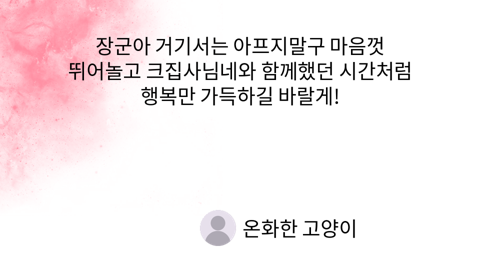 장군아 거기서는 아프지말구 마음껏
뛰어놀고 크집사님네와 함께했던 시간처럼
행복만 가득하길 바랄게!
온화한 고양이